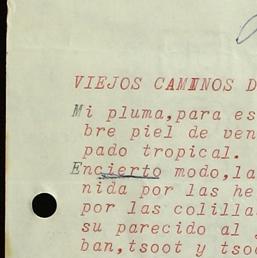 VIEJOS CAMINOS D
Mi pluma,para es
bre piel de ven
pado tropical.
Encierto modo,la
nida por las he
por las colilla
su parecido al
ban,tsoot y tso